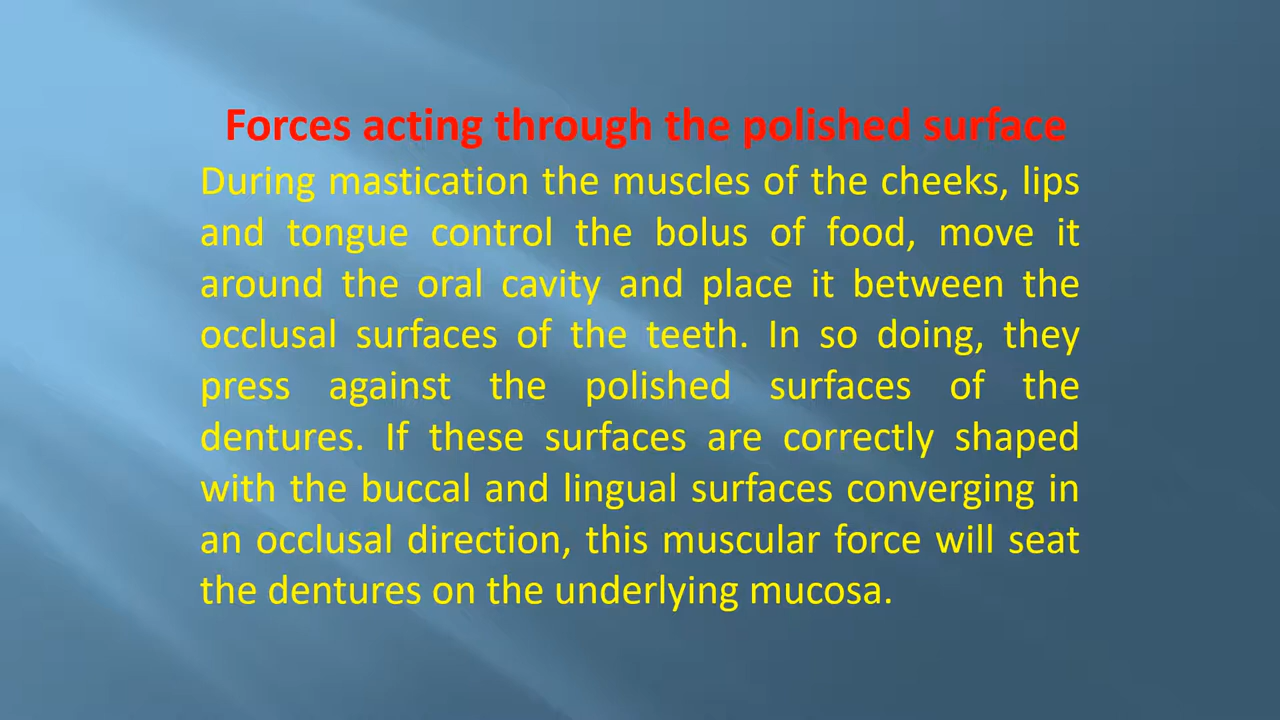 Forces acting through the polished surface
During mastication the muscles of the cheeks, lips
and tongue control the bolus of food, move it
around the oral cavity and place it between the
occlusal surfaces of the teeth. In so doing, they
press against the polished surfaces of the
dentures. If these surfaces are correctly shaped
with the buccal and lingual surfaces converging in
an occlusal direction, this muscular force will seat
the dentures on the underlying mucosa.